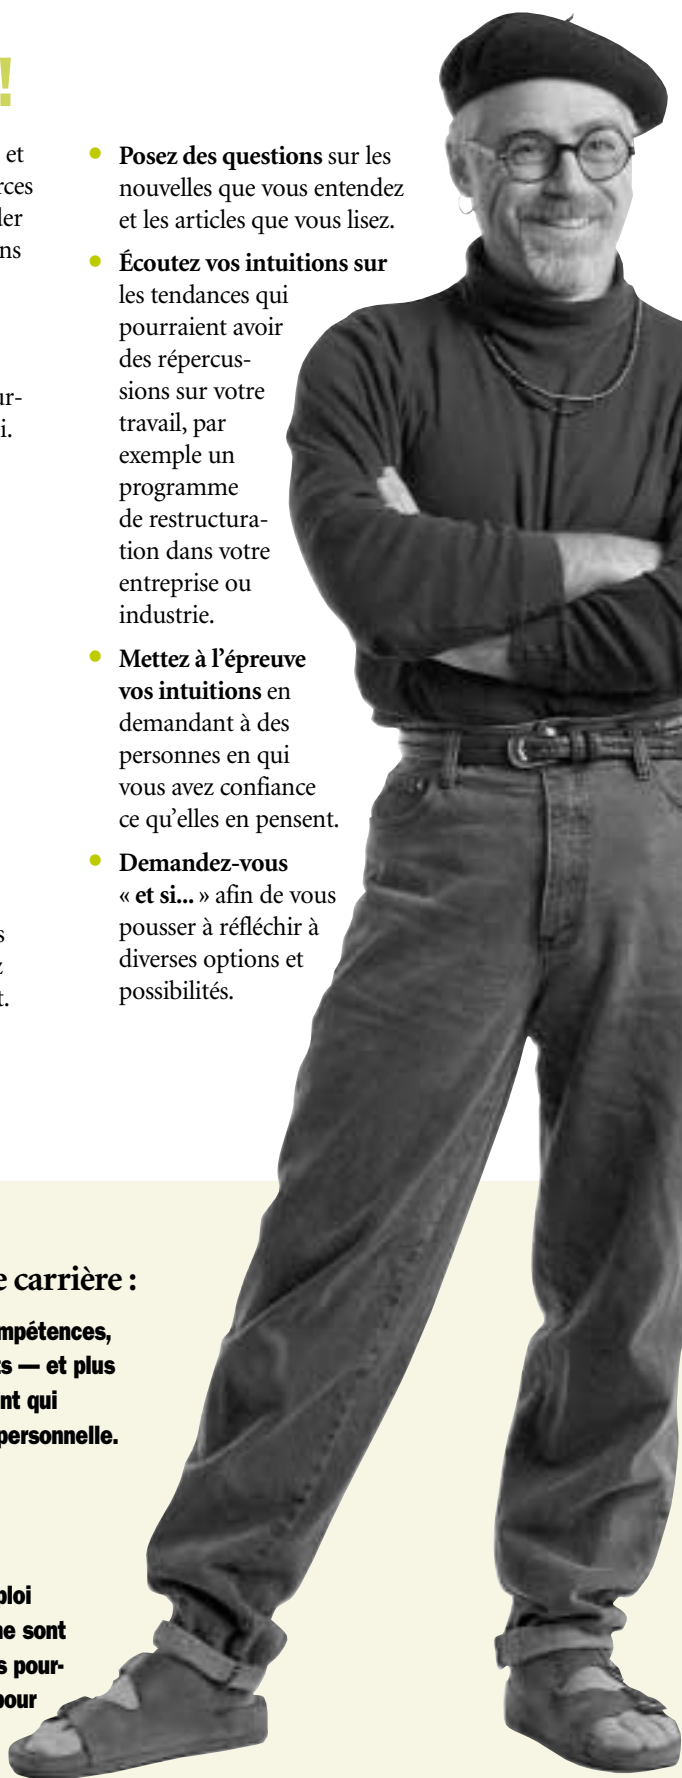 !
et
• Posez des questions sur les
nouvelles que vous entendez
et les articles que vous lisez.
• Écoutez vos intuitions sur
les tendances qui
pourraient avoir
des répercus-
sions sur votre
travail, par
exemple un
programme
de restructura-
tion dans votre
entreprise ou
industrie.
• Mettez à l’épreuve
vos intuitions en
demandant à des
personnes en qui
vous avez confiance
ce qu’elles en pensent.
• Demandez-vous
« et si... » afin de vous
pousser à réfléchir à
diverses options et
possibilités.
e carrière :
mpétences,
ts — et plus
nt qui
personnelle.
ploi
ne sont
s pour-
pour